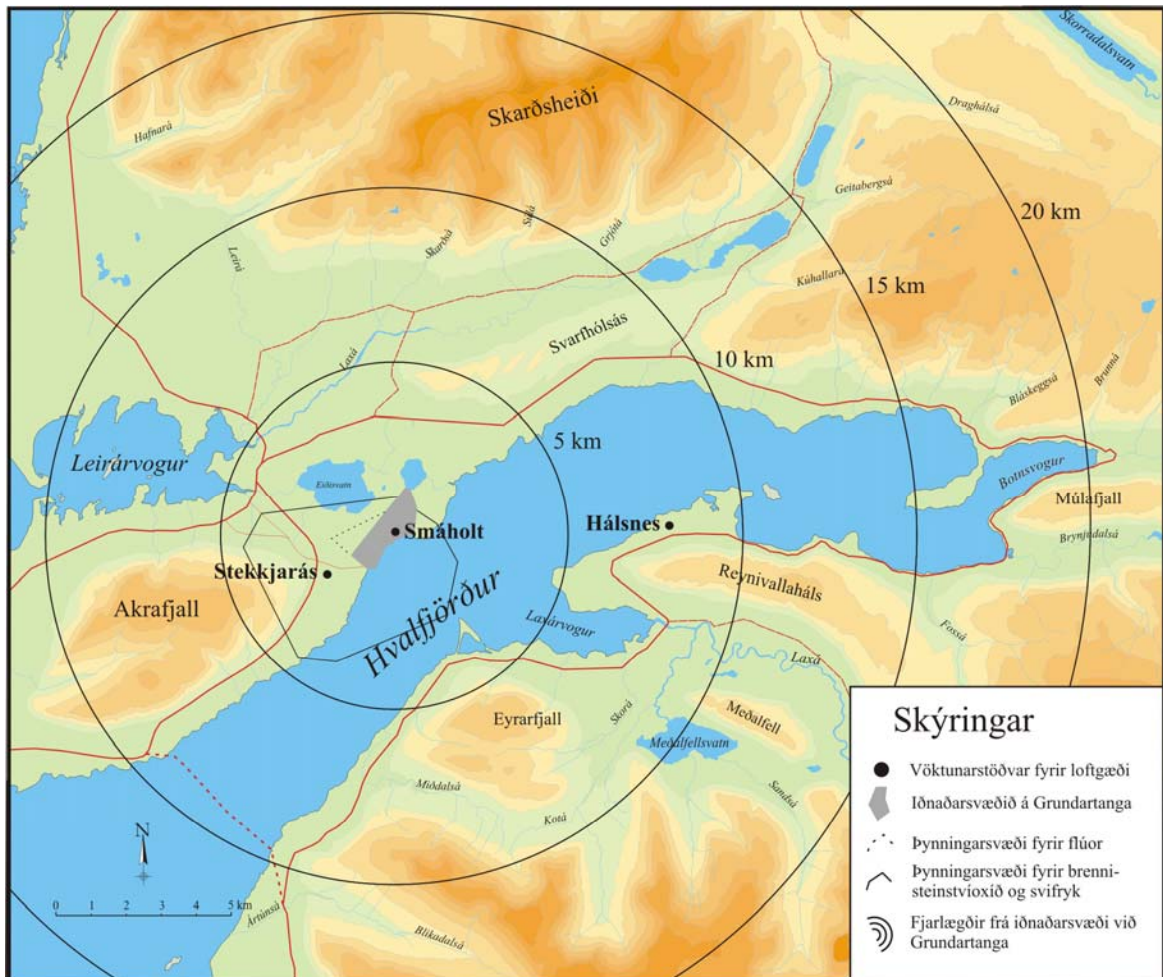 Skorradalsvatn
Skarðsheiði
Draghálsá
Hafnará
Geitabergsá
20 km
Súlá
Skarðsá
Grjótá
Leirá
Kúhallará
15 km
Svarfhólsás
Laxá
10 km
Brunná
Bláskeggsá
5 km
Leirárvogur
Botnsvogur
Eiðisvatn
Múlafjall
Smáholt
Hálsnes
Brynjudalsá
Stekkjarás
Reynivallaháls
Akrafjall
Hvalfjörður
Laxárvogur
Fossá
Laxá
Skorá
Eyrarfjall
Meðalfell
Meðalfellsvatn
Miðdalsá
Sandsá
Kotá
N
0 1 2 3 4 5 km
Ártúnsá
Blikadalsá
Skýringar
Vöktunarstöðvar fyrir loftgæði
Iðnaðarsvæðið á Grundartanga
Þynningarsvæði fyrir flúor
Þynningarsvæði fyrir brenni-
steinstvíoxíð og svifryk
Fjarlægðir frá iðnaðarsvæði við
Grundartanga